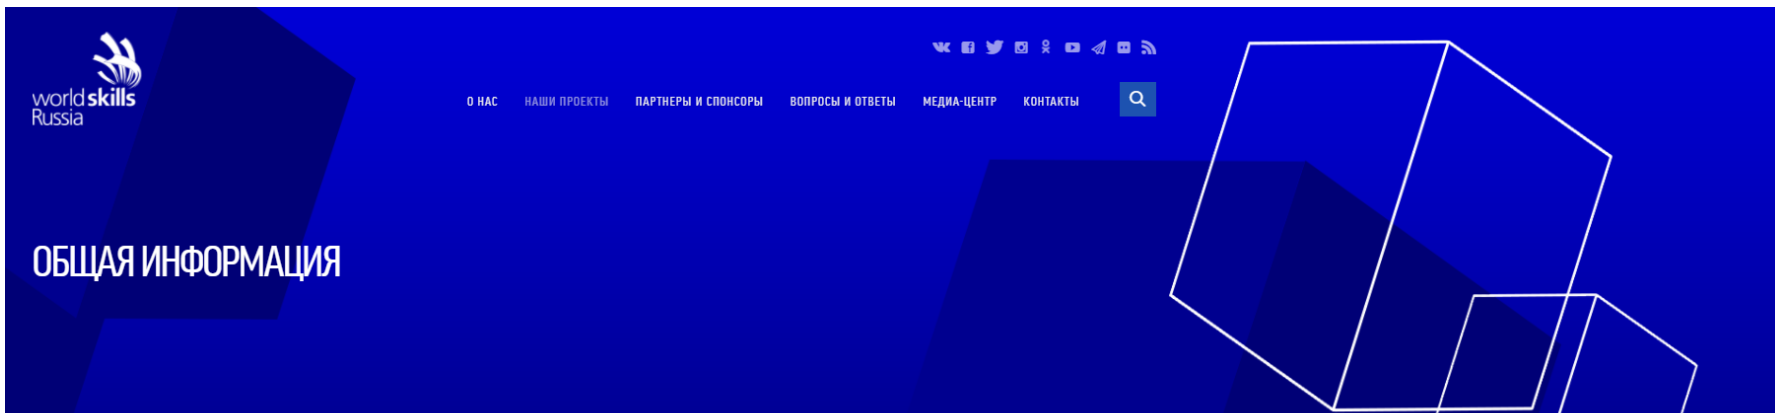 world skills
Russia
О НАС НАШИ ПРОЕКТЫ ПАРТНЕРЫ И СПОНСОРЫ ВОПРОСЫ И ОТВЕТЫ МЕДИА-ЦЕНТР КОНТАКТЫ
ОБЩАЯ ИНФОРМАЦИЯ